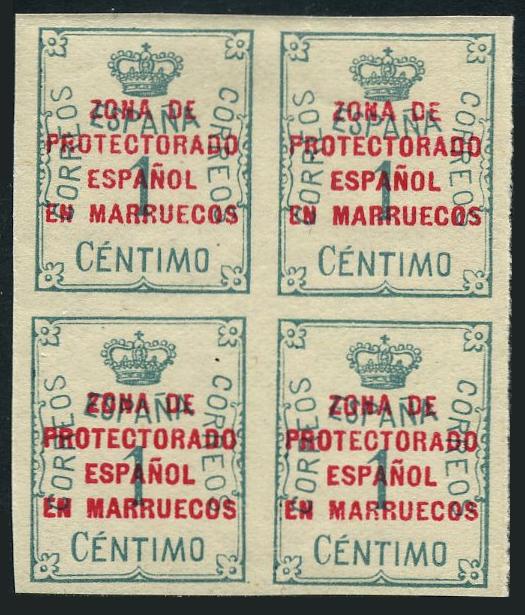 CORREOS ESPAÑA CORREOS
1
CÉNTIMO
ZONA DE
PROTECTORADO
ESPAÑOL
EN MARRUECOS
CORREOS ESPAÑA CORREOS
1
CÉNTIMO
ZONA DE
PROTECTORADO
ESPAÑOL
EN MARRUECOS
CORREOS ESPAÑA CORREOS
1
CÉNTIMO
ZONA DE
PROTECTORADO
ESPAÑOL
EN MARRUECOS
CORREOS ESPAÑA CORREOS
1
CÉNTIMO
ZONA DE
PROTECTORADO
ESPAÑOL
EN MARRUECOS